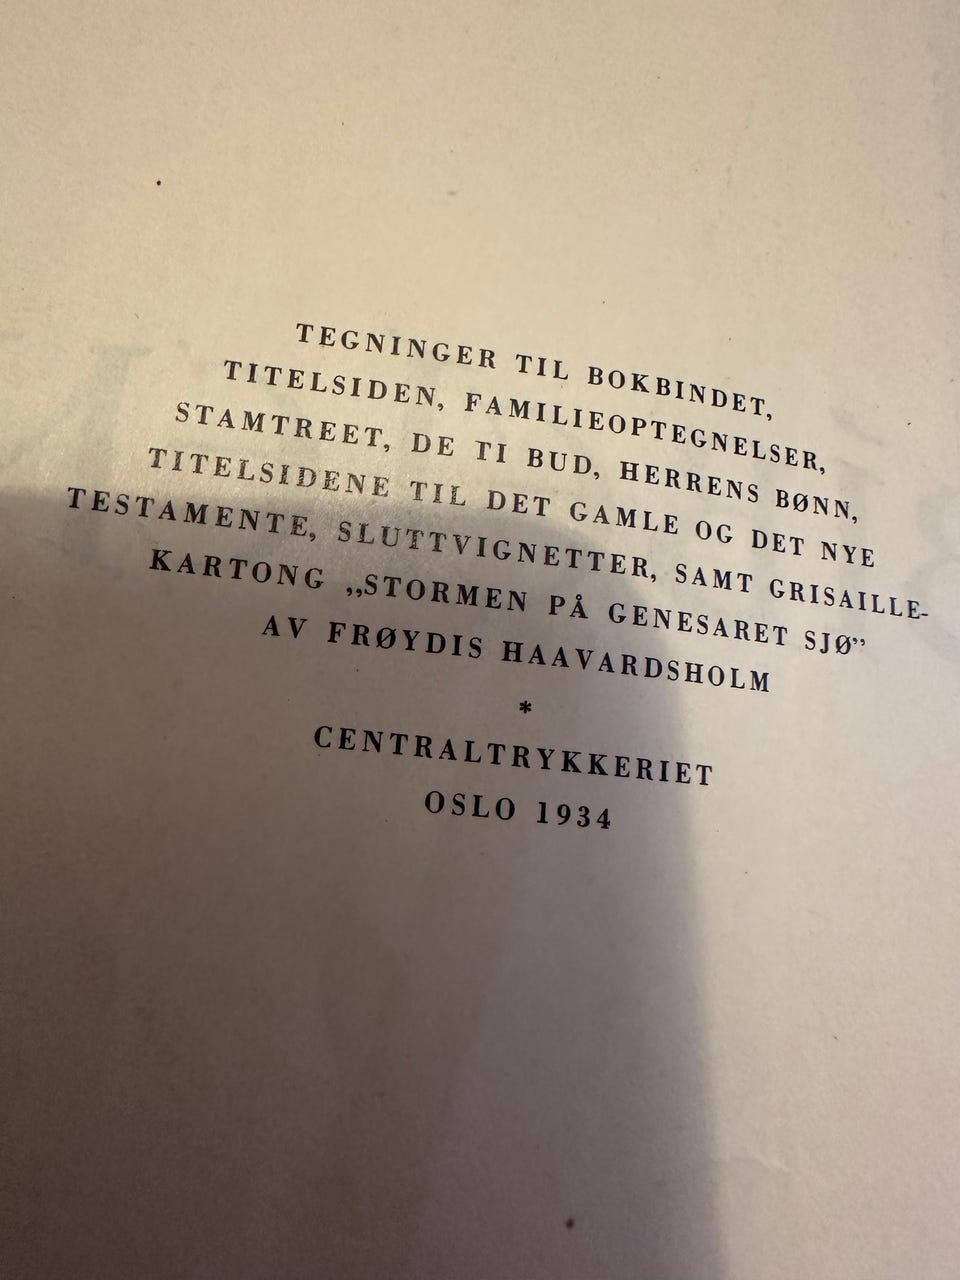 TEGNINGER TIL BOKBINDET,
TITELSIDEN, FAMILIEOPTEGNELSER,
STAMTREET, DE TI BUD, HERRENS BØNN,
TITELSIDENE TIL DET GAMLE OG DET NYE
TESTAMENTE, SLUTTVIGNETTER, SAMT GRISAILLE-
KARTONG „STORMEN PÅ GENESARET SJØ”
AV FRØYDIS HAAVARDSHOLM
*
CENTRALTRYKKERIET
OSLO 1934